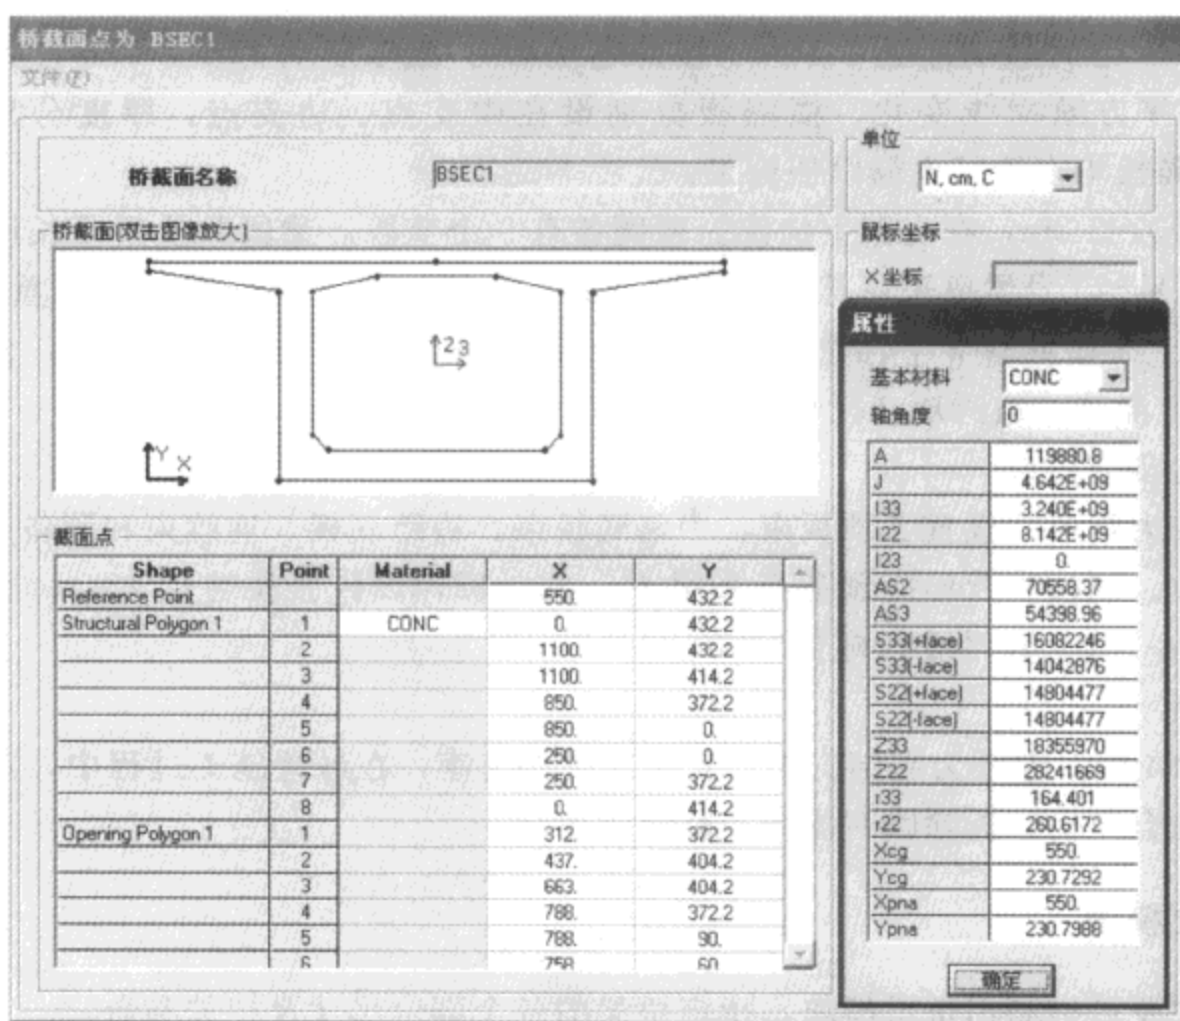 桥截面点为 BSEC1
文件(F)
桥截面名称 BSEC1
单位
N, cm, C
桥截面(双击图像放大)
鼠标坐标
X 坐标
2 3
Y X
属性
基本材料 CONC
轴角度 0
A 119880.8
J 4.642E+09
I33 3.240E+09
I22 8.142E+09
I23 0.
AS2 70558.37
AS3 54398.96
S33(+face) 16082246
S33(-face) 14042876
S22(+face) 14804477
S22(-face) 14804477
Z33 18355970
Z22 28241669
r33 164.401
r22 260.6172
Xcg 550.
Ycg 230.7292
Xpna 550.
Ypna 230.7988
确定
截面点
Shape Point Material X Y
Reference Point 550. 432.2
Structural Polygon 1 1 CONC 0. 432.2
2 1100. 432.2
3 1100. 414.2
4 850. 372.2
5 850. 0.
6 250. 0.
7 250. 372.2
8 0. 414.2
Opening Polygon 1 1 312. 372.2
2 437. 404.2
3 663. 404.2
4 788. 372.2
5 788. 90.
6 758 60